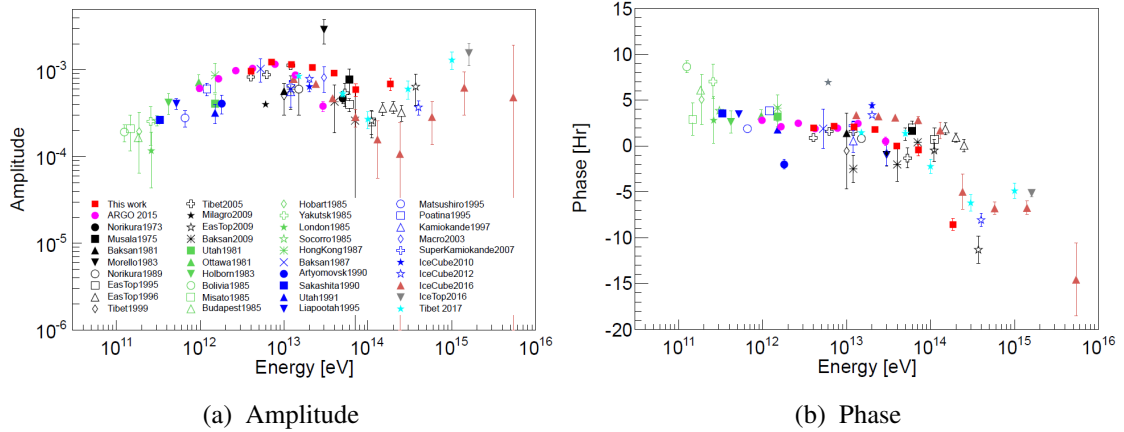 Amplitude
10⁻³
10⁻⁴
10⁻⁵
10⁻⁶
This work
ARGO 2015
Norikura1973
Musala1975
Baksan1981
Morello1983
Norikura1989
EasTop1995
EasTop1996
Tibet1999
Tibet2005
Milagro2009
EasTop2009
Baksan2009
Utah1981
Ottawa1981
Holborn1983
Bolivia1985
Misato1985
Budapest1985
Hobart1985
Yakutsk1985
London1985
Socorro1985
HongKong1987
Baksan1987
Artyomovsk1990
Sakashita1990
Utah1991
Liapootah1995
Matsushiro1995
Poatina1995
Kamiokande1997
Macro2003
SuperKamiokande2007
IceCube2010
IceCube2012
IceCube2016
IceTop2016
Tibet 2017
10¹¹ 10¹² 10¹³ 10¹⁴ 10¹⁵ 10¹⁶
Energy [eV]
(a) Amplitude
Phase [Hr]
15
10
5
0
-5
-10
-15
-20
10¹¹ 10¹² 10¹³ 10¹⁴ 10¹⁵ 10¹⁶
Energy [eV]
(b) Phase